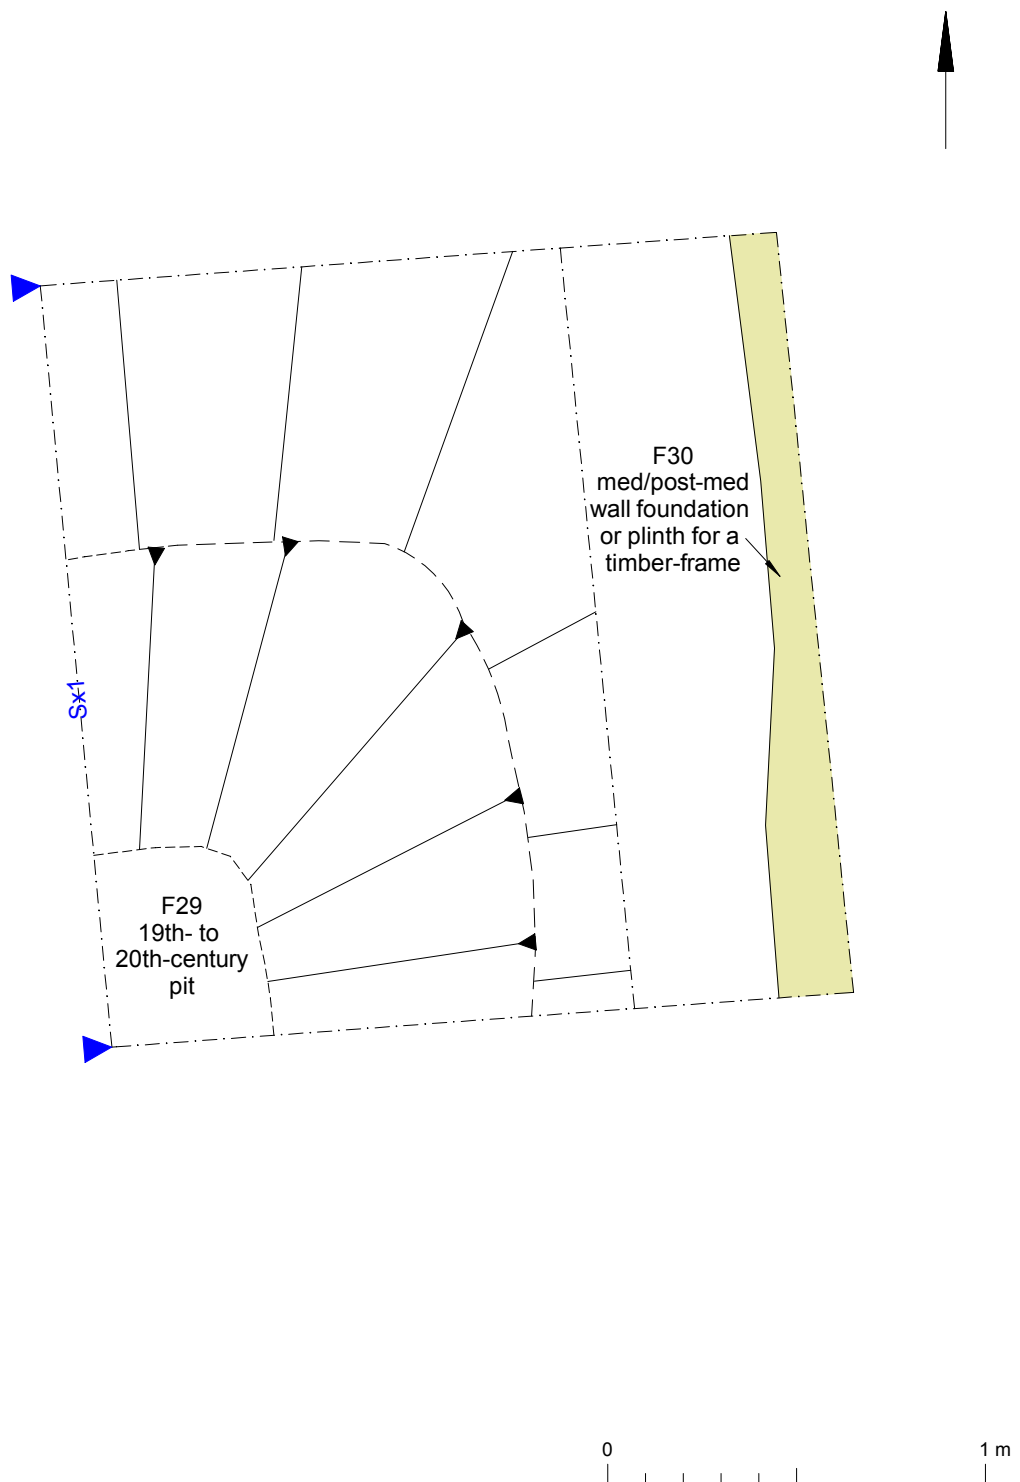 F30
med/post-med
wall foundation
or plinth for a
timber-frame
Sx1
F29
19th- to
20th-century
pit
0 1 m